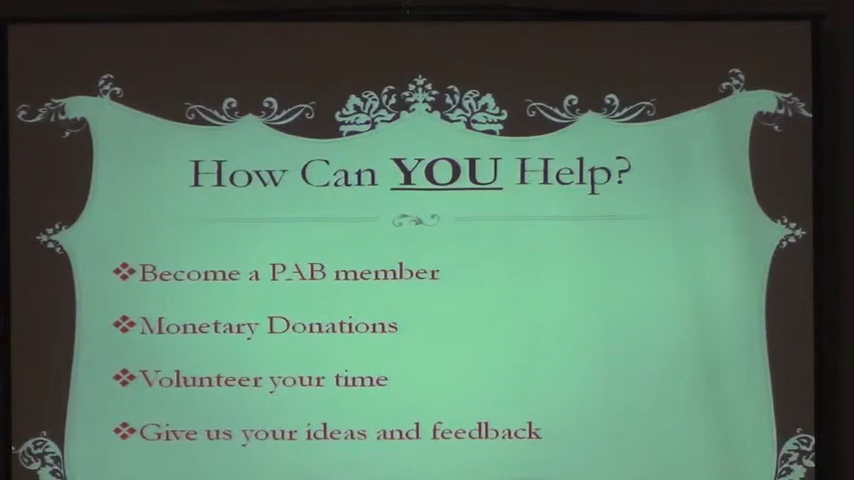 How Can YOU Help?
❖Become a PAB member
❖Monetary Donations
❖Volunteer your time
❖Give us your ideas and feedback